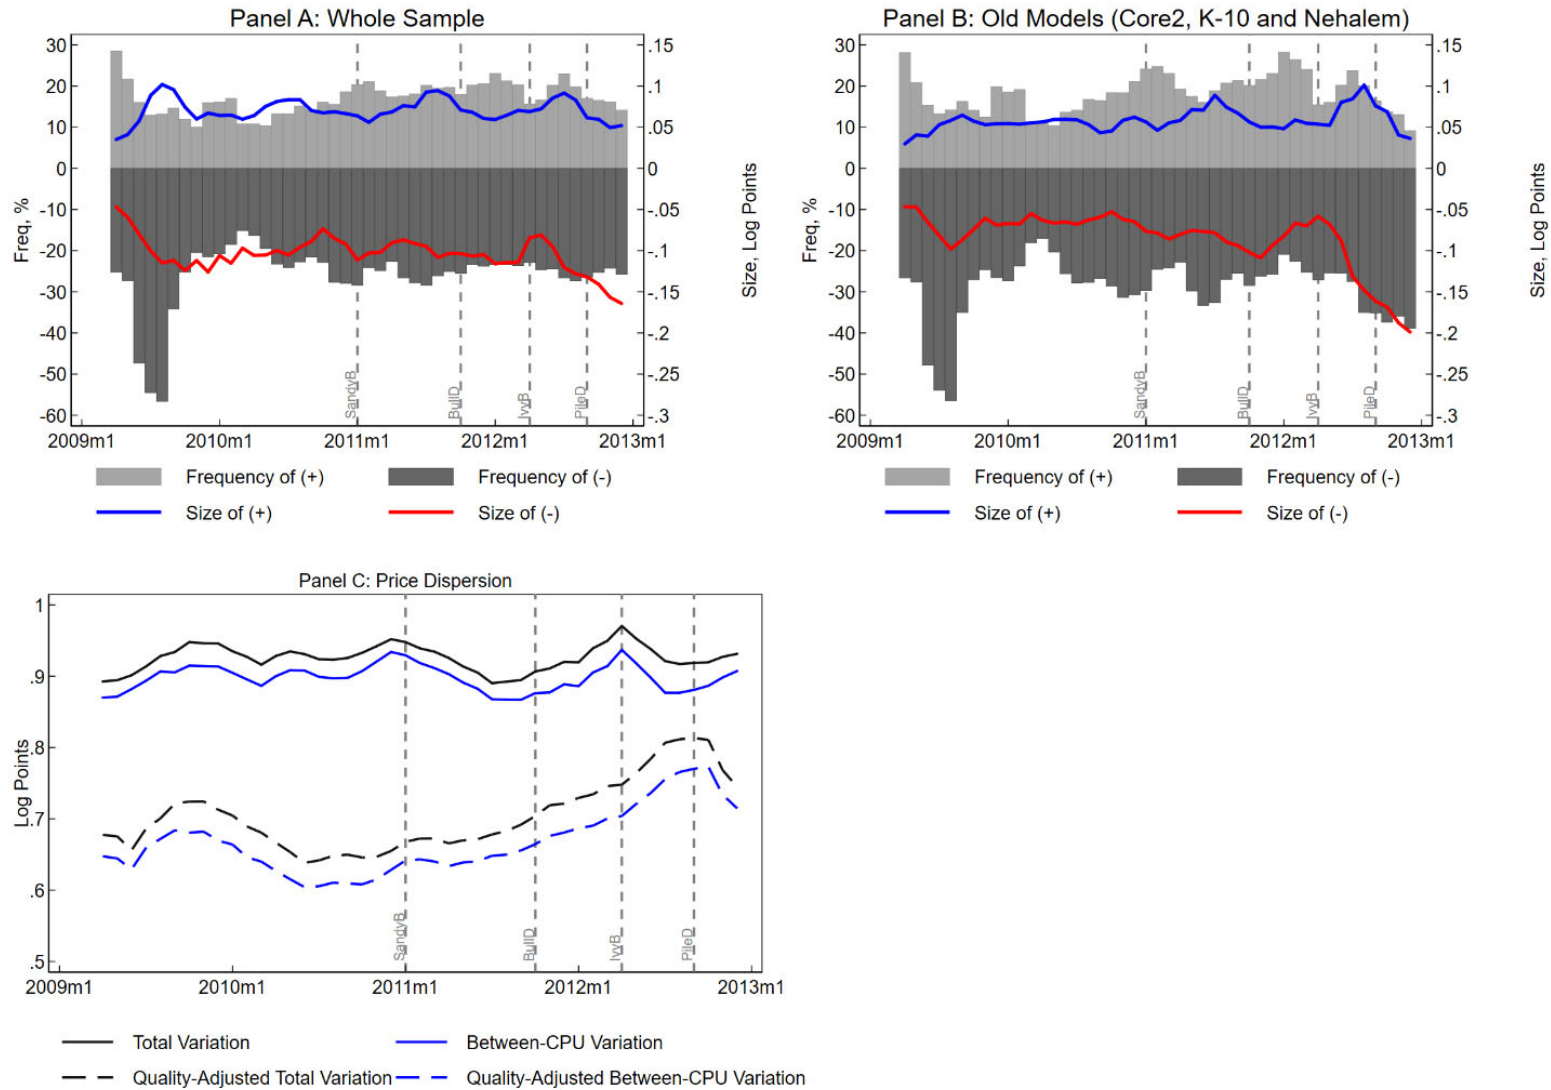 Panel A: Whole Sample
30
20
10
0
-10
-20
-30
-40
-50
-60
Freq, %
.15
.1
.05
0
-.05
-.1
-.15
-.2
-.25
-.3
Size, Log Points
SandyB
BullD
IvyB
PileD
2009m1 2010m1 2011m1 2012m1 2013m1
Frequency of (+) Frequency of (-)
Size of (+) Size of (-)
Panel B: Old Models (Core2, K-10 and Nehalem)
30
20
10
0
-10
-20
-30
-40
-50
-60
Freq, %
.15
.1
.05
0
-.05
-.1
-.15
-.2
-.25
-.3
Size, Log Points
SandyB
BullD
IvyB
PileD
2009m1 2010m1 2011m1 2012m1 2013m1
Frequency of (+) Frequency of (-)
Size of (+) Size of (-)
Panel C: Price Dispersion
1
.9
.8
.7
.6
.5
Log Points
SandyB
BullD
IvyB
PileD
2009m1 2010m1 2011m1 2012m1 2013m1
Total Variation Between-CPU Variation
Quality-Adjusted Total Variation Quality-Adjusted Between-CPU Variation